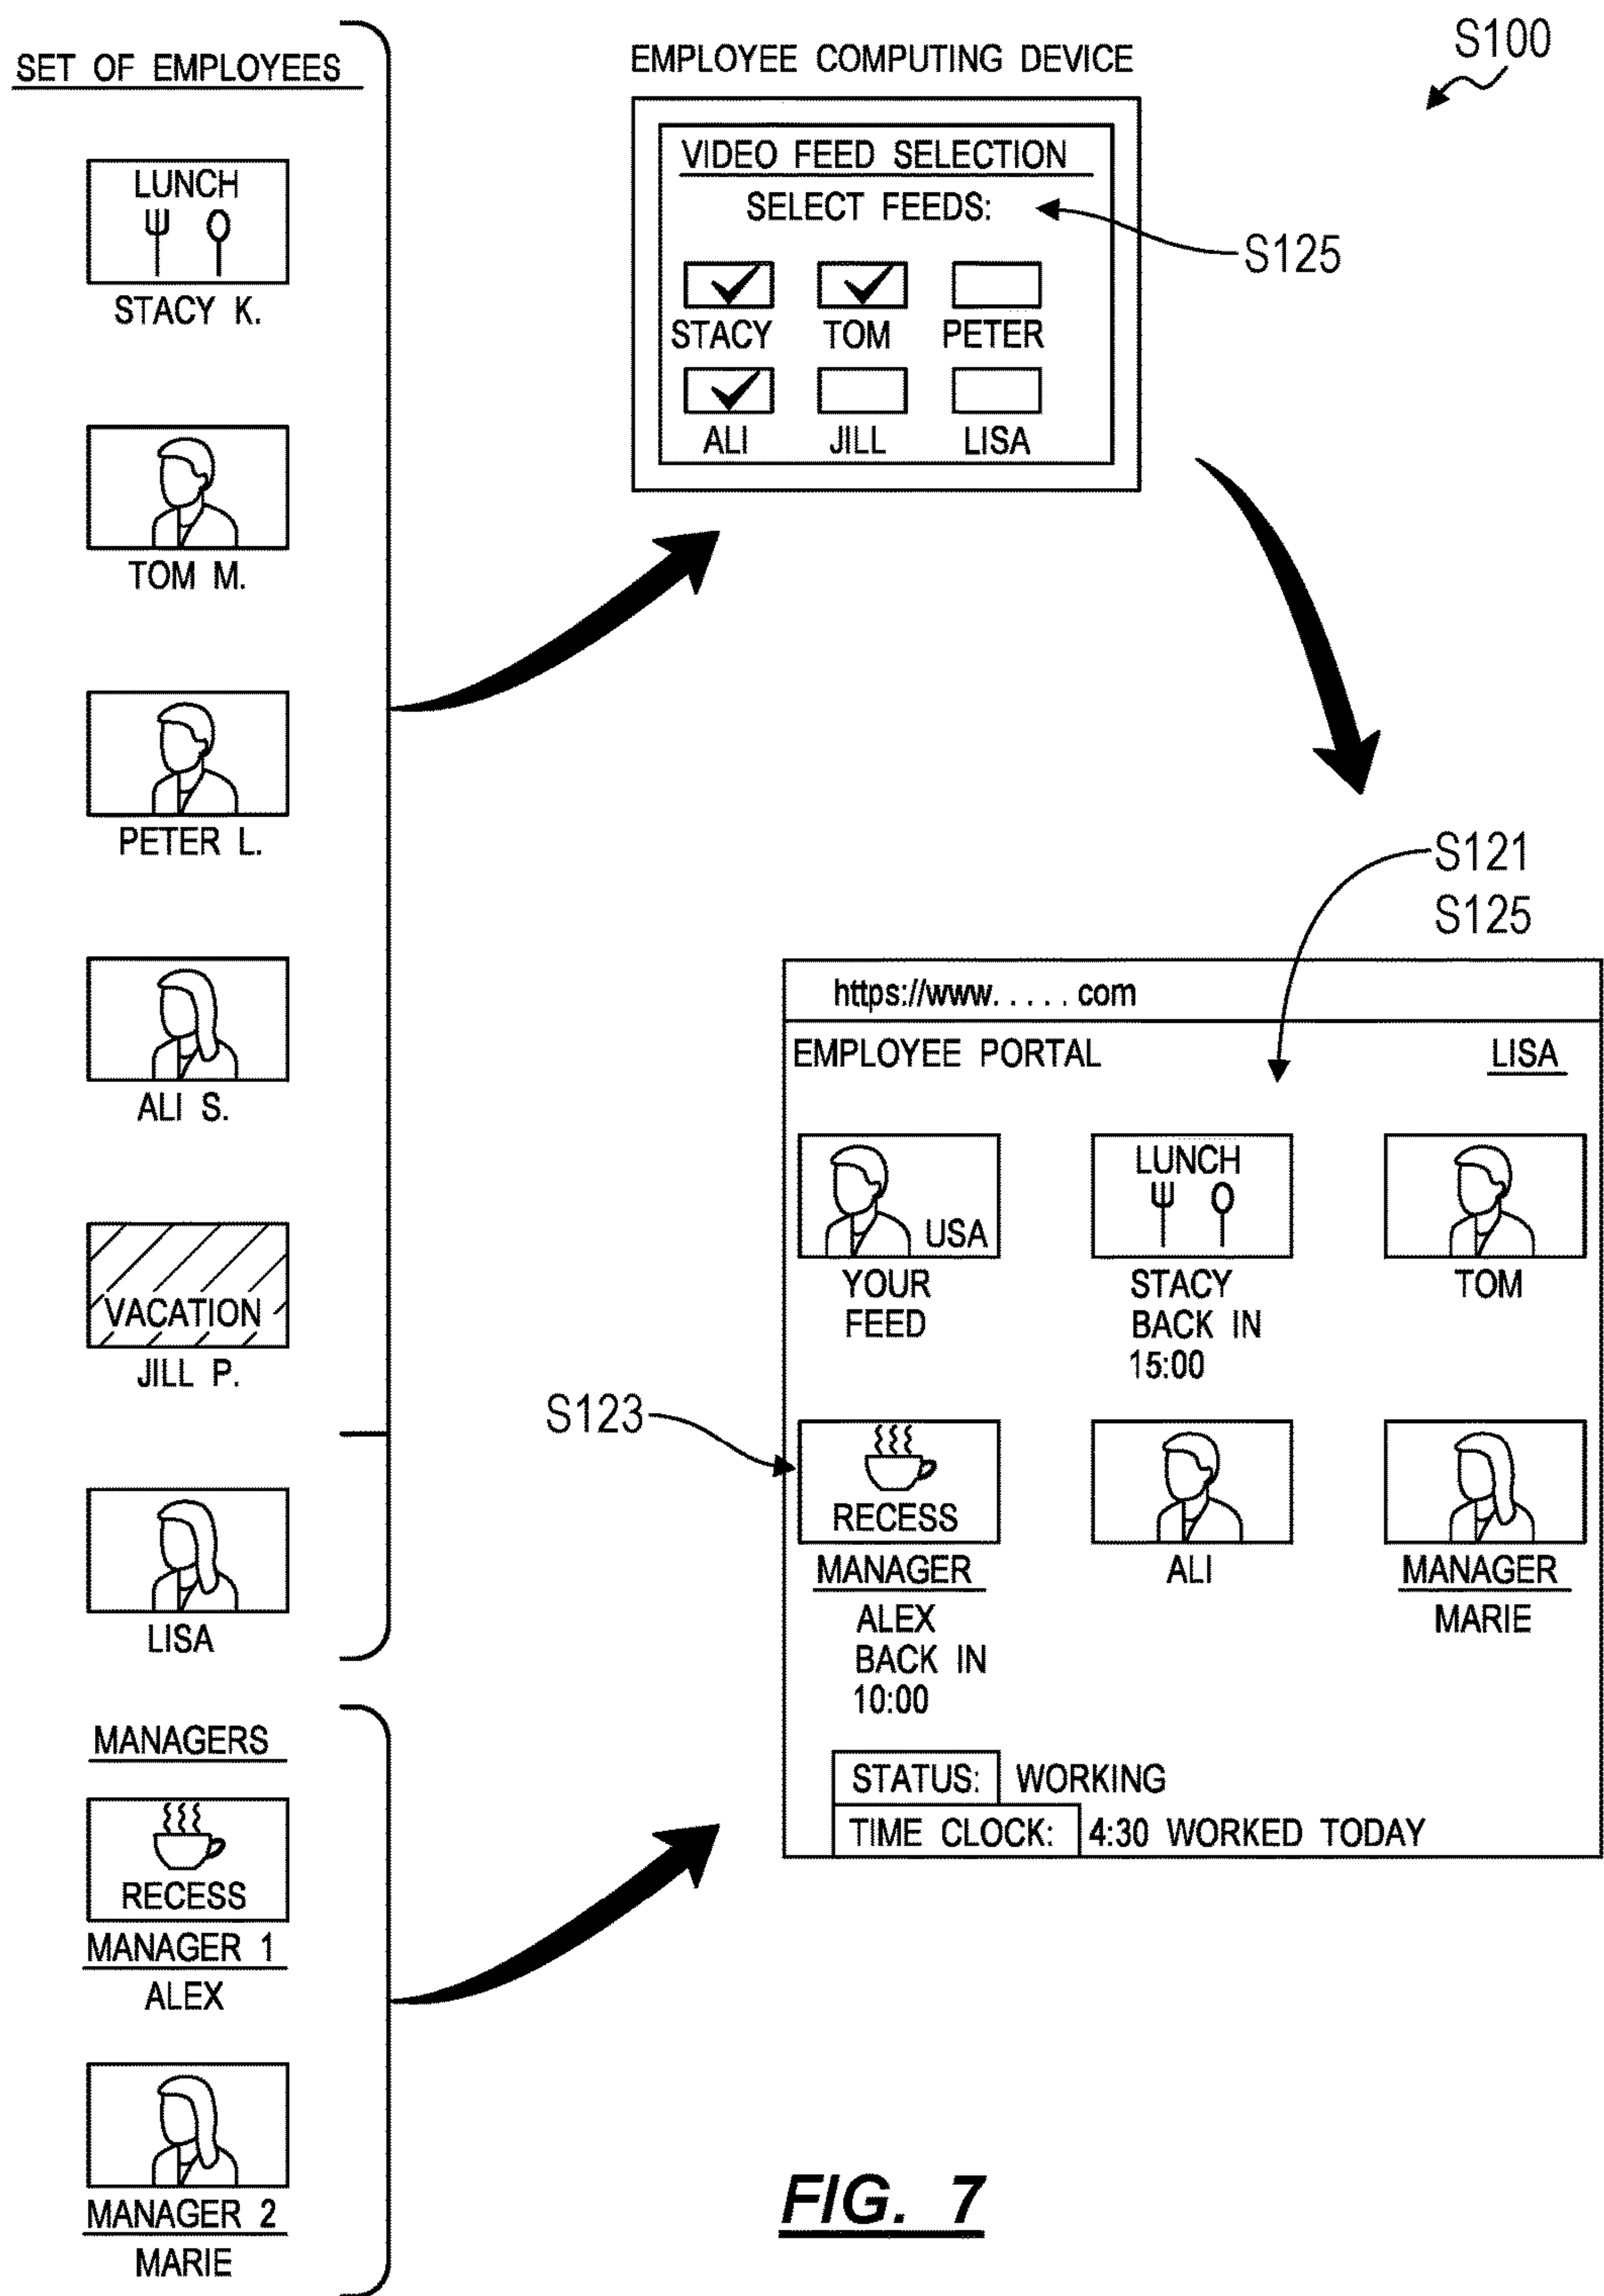 SET OF EMPLOYEES
LUNCH
STACY K.
TOM M.
PETER L.
ALI S.
VACATION
JILL P.
LISA
MANAGERS
RECESS
MANAGER 1
ALEX
MANAGER 2
MARIE
EMPLOYEE COMPUTING DEVICE
VIDEO FEED SELECTION
SELECT FEEDS:
STACY TOM PETER
ALI JILL LISA
S100
S125
S121
S125
https://www. . . . . com
EMPLOYEE PORTAL LISA
USA
LUNCH
YOUR
FEED
STACY
BACK IN
15:00
TOM
S123
RECESS
MANAGER
ALEX
BACK IN
10:00
ALI
MANAGER
MARIE
STATUS: WORKING
TIME CLOCK: 4:30 WORKED TODAY
FIG. 7